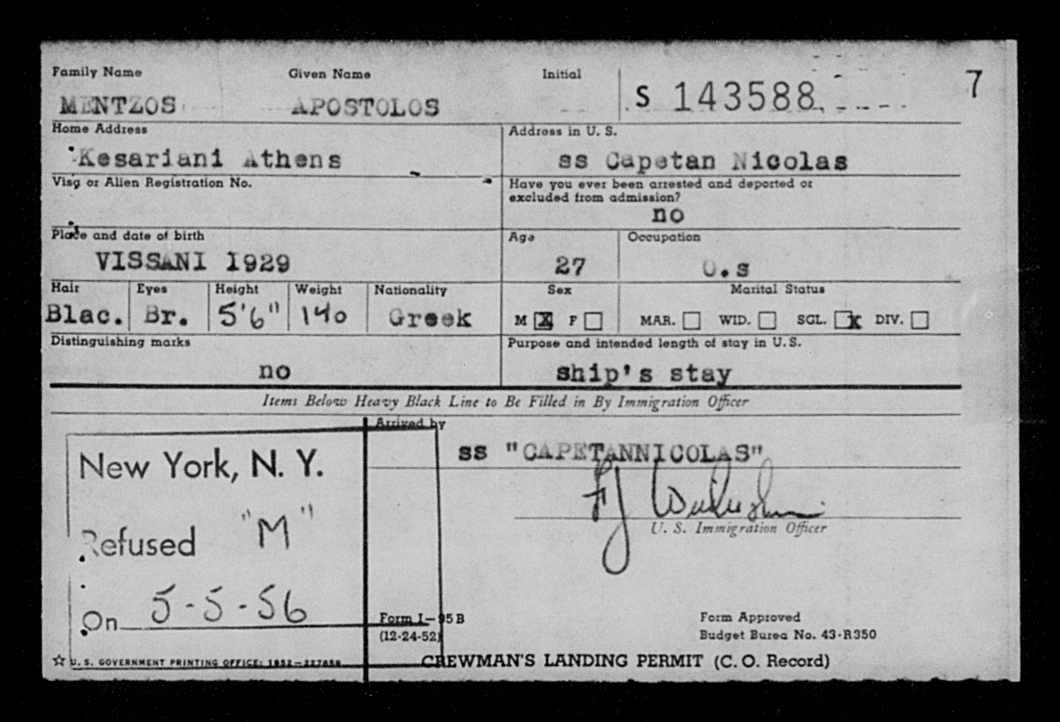 Family Name Given Name Initial
MENTZOS APOSTOLOS S 143588 7
Home Address Address in U. S.
Kesariani Athens ss Capetan Nicolas
Visa or Alien Registration No. Have you ever been arrested and deported or
excluded from admission?
no
Place and date of birth Age Occupation
VISSANI 1929 27 O.s
Hair Eyes Height Weight Nationality Sex Marital Status
Blac. Br. 5'6" 140 Greek M X F MAR. WID. SGL. X DIV.
Distinguishing marks Purpose and intended length of stay in U. S.
no ship's stay
Items Below Heavy Black Line to Be Filled in By Immigration Officer
Arrived by
ss "CAPETANNICOLAS"
New York, N. Y.
U. S. Immigration Officer
Refused "M"
On 5-5-56
Form I-95B Form Approved
(12-24-52) Budget Burea No. 43-R350
☆ U. S. GOVERNMENT PRINTING OFFICE: 1952 CREWMAN'S LANDING PERMIT (C. O. Record)